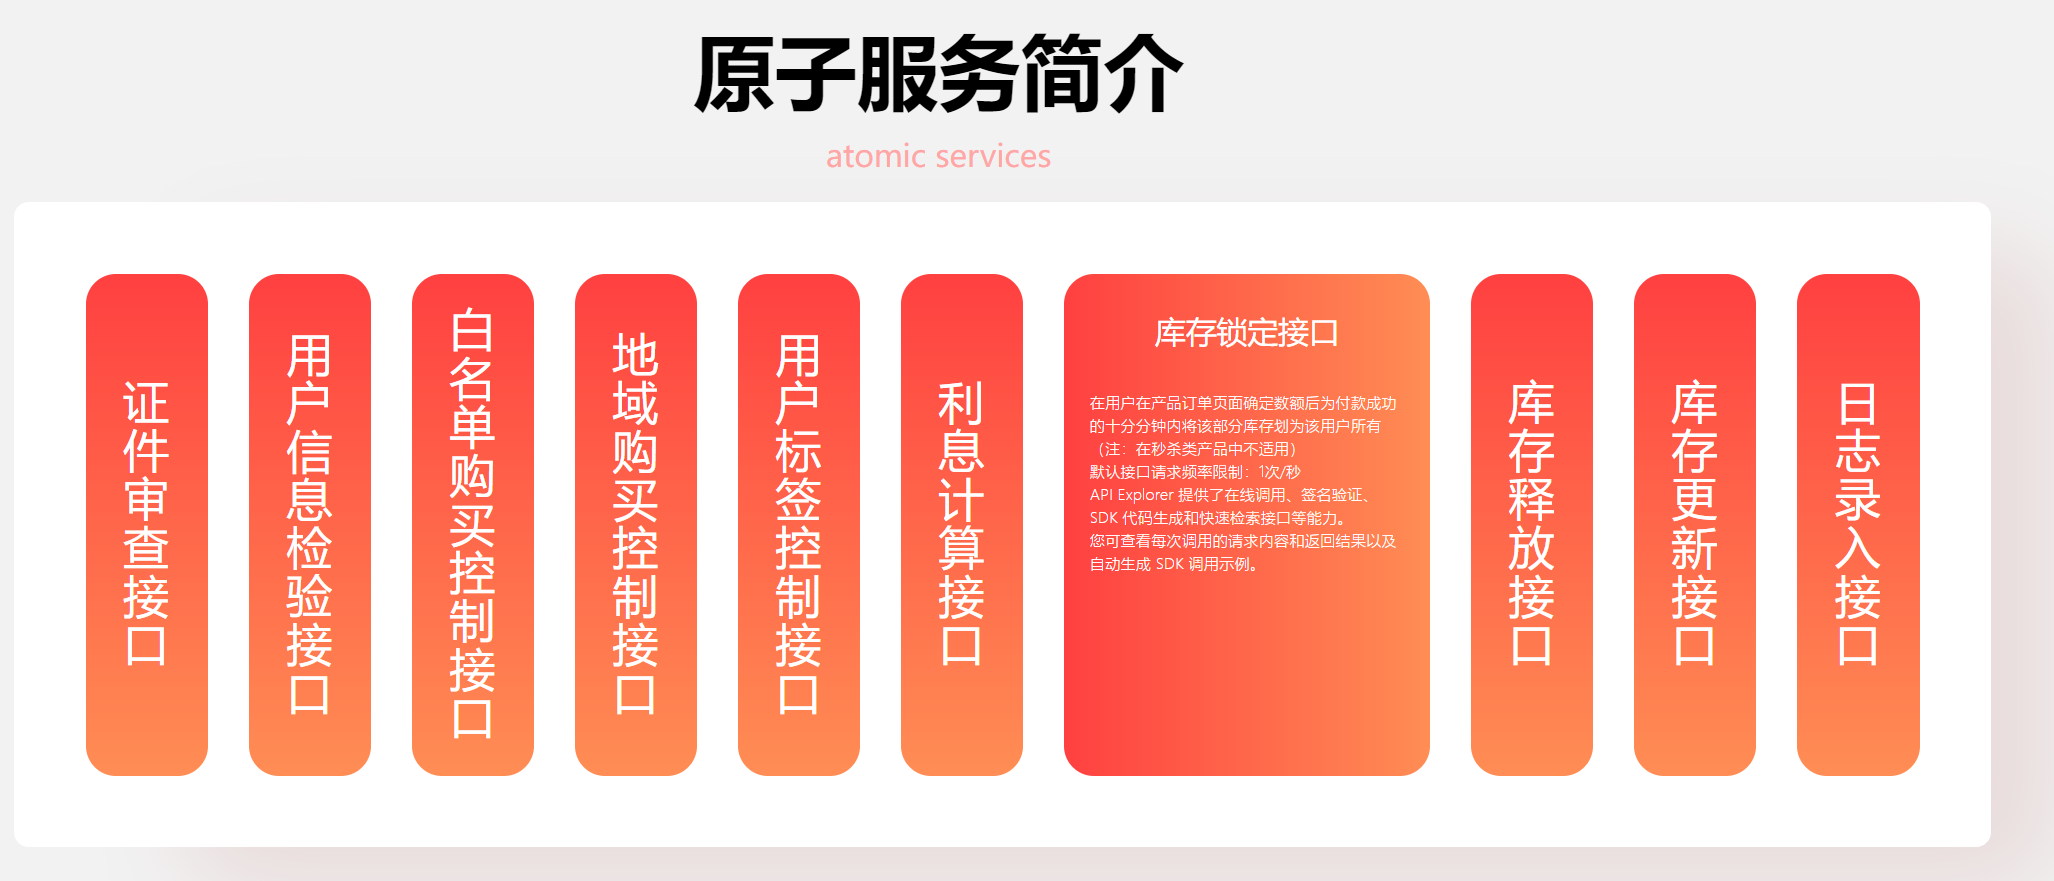 原子服务简介
atomic services
证件审查接口
用户信息检验接口
白名单购买控制接口
地域购买控制接口
用户标签控制接口
利息计算接口
库存锁定接口
在用户在产品订单页面确定数额后为付款成功
的十分分钟内将该部分库存划为该用户所有
（注：在秒杀类产品中不适用）
默认接口请求频率限制：1次/秒
API Explorer 提供了在线调用、签名验证、
SDK 代码生成和快速检索接口等能力。
您可查看每次调用的请求内容和返回结果以及
自动生成 SDK 调用示例。
库存释放接口
库存更新接口
日志录入接口